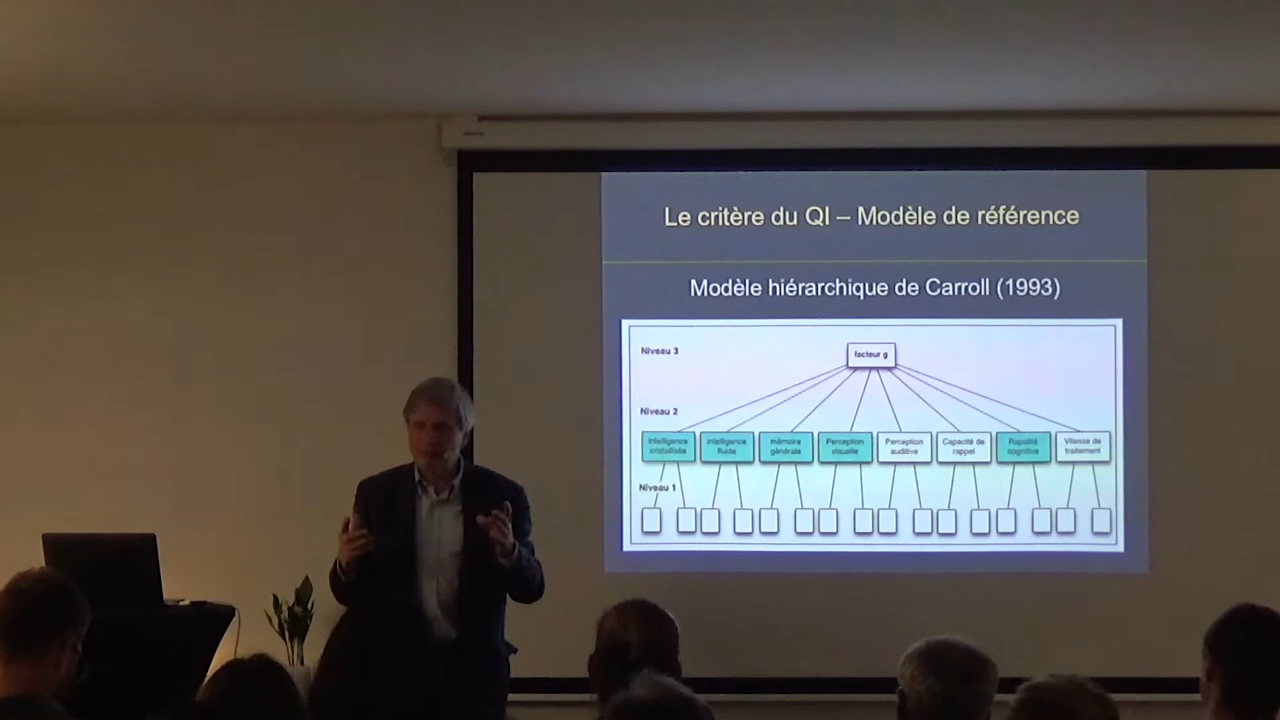 Le critère du QI – Modèle de référence
Modèle hiérarchique de Carroll (1993)
Niveau 3
facteur g
Niveau 2
Intelligence
cristallisée
Intelligence
fluide
mémoire
générale
Perception
visuelle
Perception
auditive
Capacité de
rappel
Rapidité
cognitive
Vitesse de
traitement
Niveau 1